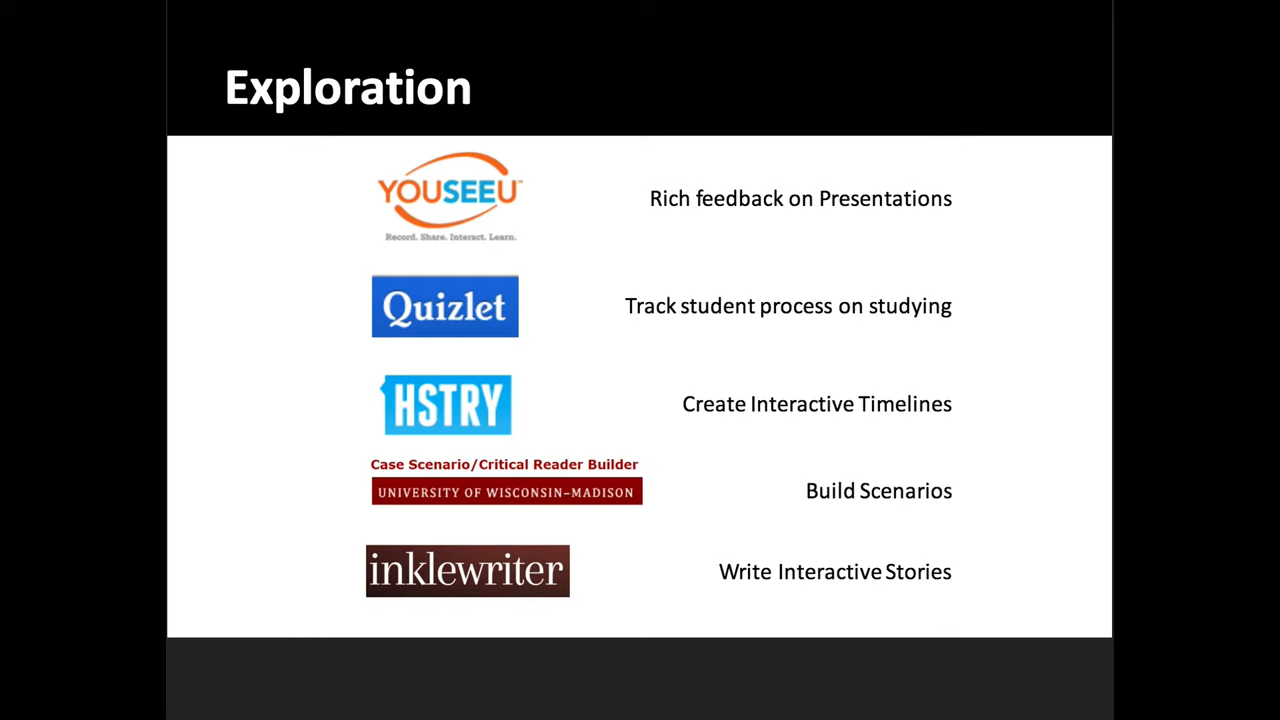 Exploration
YOUSEEU™
Record. Share. Interact. Learn.
Rich feedback on Presentations
Quizlet
Track student process on studying
HSTRY
Create Interactive Timelines
Case Scenario/Critical Reader Builder
UNIVERSITY OF WISCONSIN–MADISON
Build Scenarios
inklewriter
Write Interactive Stories